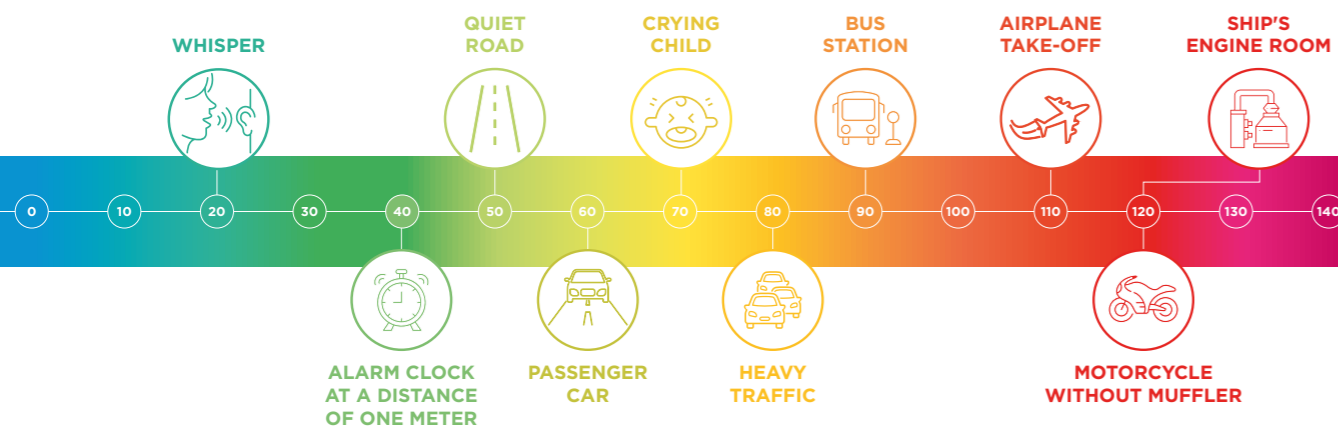 WHISPER
QUIET
ROAD
CRYING
CHILD
BUS
STATION
AIRPLANE
TAKE-OFF
SHIP'S
ENGINE ROOM
0 10 20 30 40 50 60 70 80 90 100 110 120 130 140
ALARM CLOCK
AT A DISTANCE
OF ONE METER
PASSENGER
CAR
HEAVY
TRAFFIC
MOTORCYCLE
WITHOUT MUFFLER